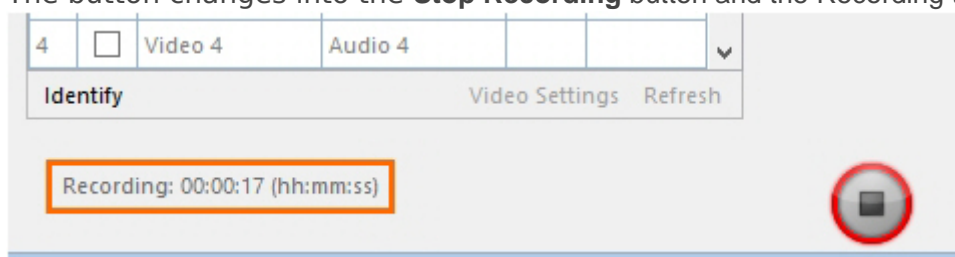 The button changes into the Stop Recording button and the Recording
4 Video 4 Audio 4
Identify Video Settings Refresh
Recording: 00:00:17 (hh:mm:ss)